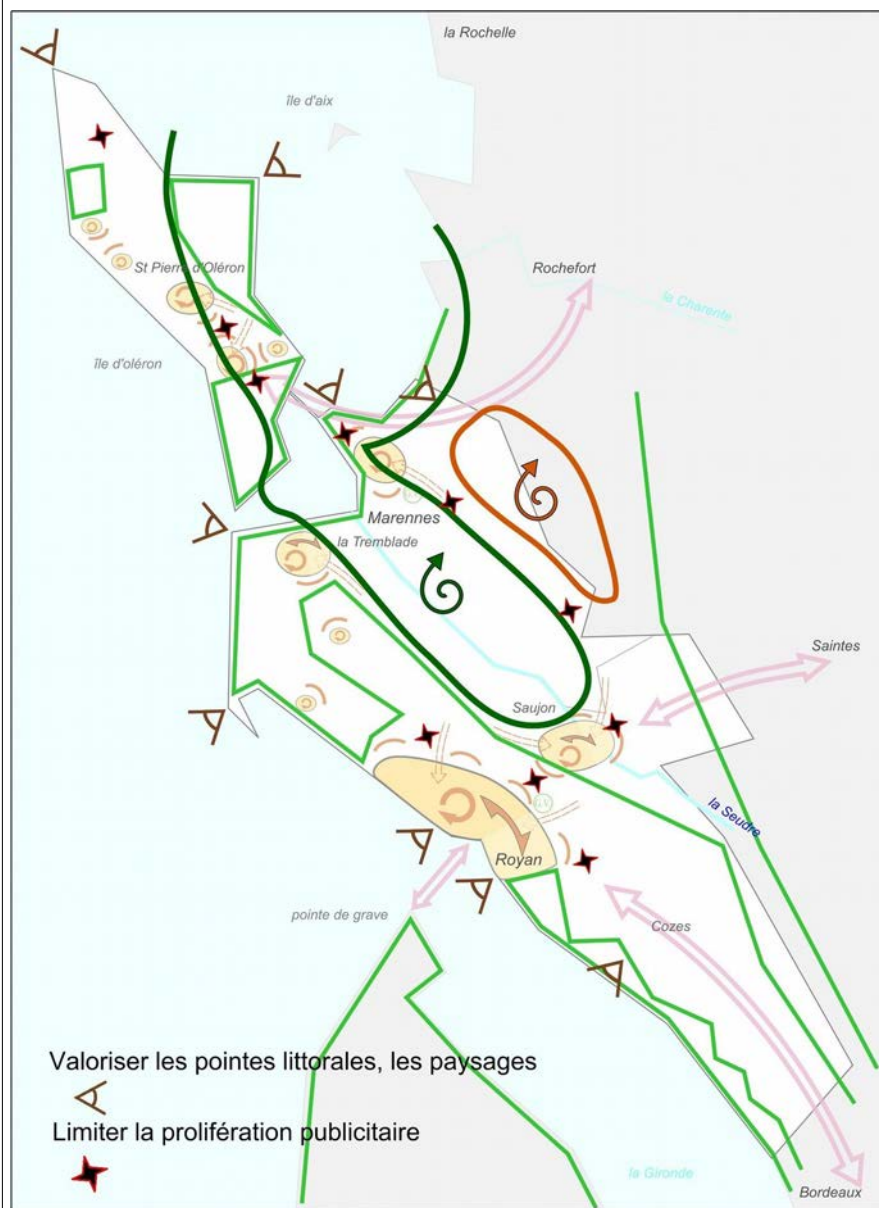 la Rochelle
île d'aix
Rochefort
la Charente
St Pierre d'Oléron
île d'oléron
Marennes
la Tremblade
Saintes
Saujon
la Seudre
Royan
pointe de grave
Cozes
Valoriser les pointes littorales, les paysages
Limiter la prolifération publicitaire
la Gironde
Bordeaux